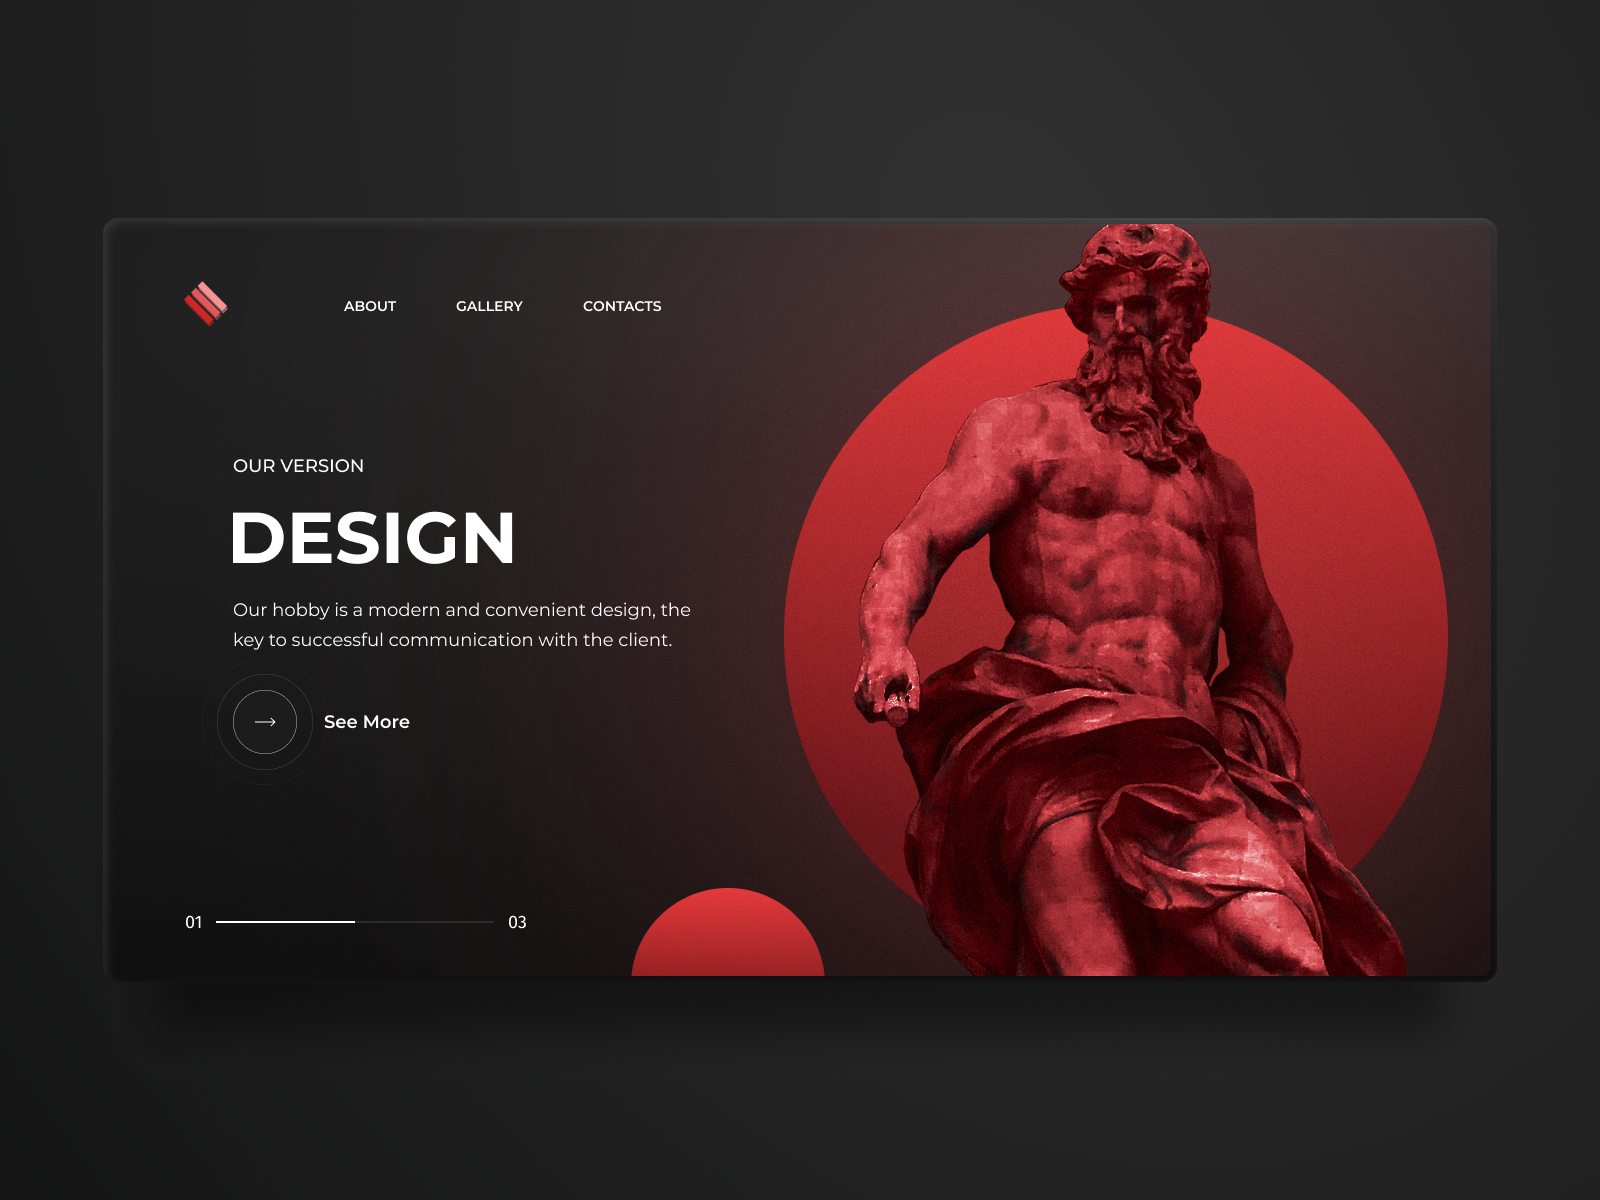 ABOUT GALLERY CONTACTS
OUR VERSION
DESIGN
Our hobby is a modern and convenient design, the
key to successful communication with the client.
See More
01 03